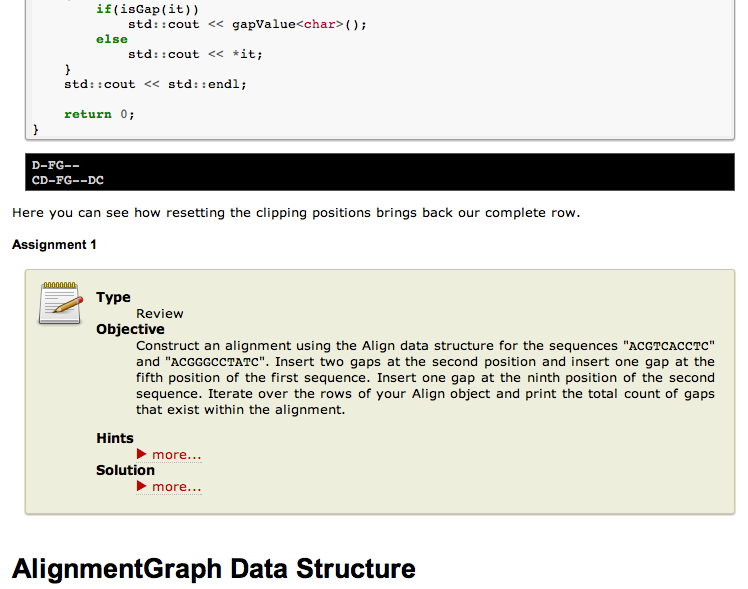 if(isGap(it))
std::cout << gapValue<char>();
else
std::cout << *it;
}
std::cout << std::endl;
return 0;
}
D-FG--
CD-FG--DC
Here you can see how resetting the clipping positions brings back our complete row.
Assignment 1
Type
Review
Objective
Construct an alignment using the Align data structure for the sequences "ACGTCACCTC"
and "ACGGGCCTATC". Insert two gaps at the second position and insert one gap at the
fifth position of the first sequence. Insert one gap at the ninth position of the second
sequence. Iterate over the rows of your Align object and print the total count of gaps
that exist within the alignment.
Hints
more...
Solution
more...
AlignmentGraph Data Structure